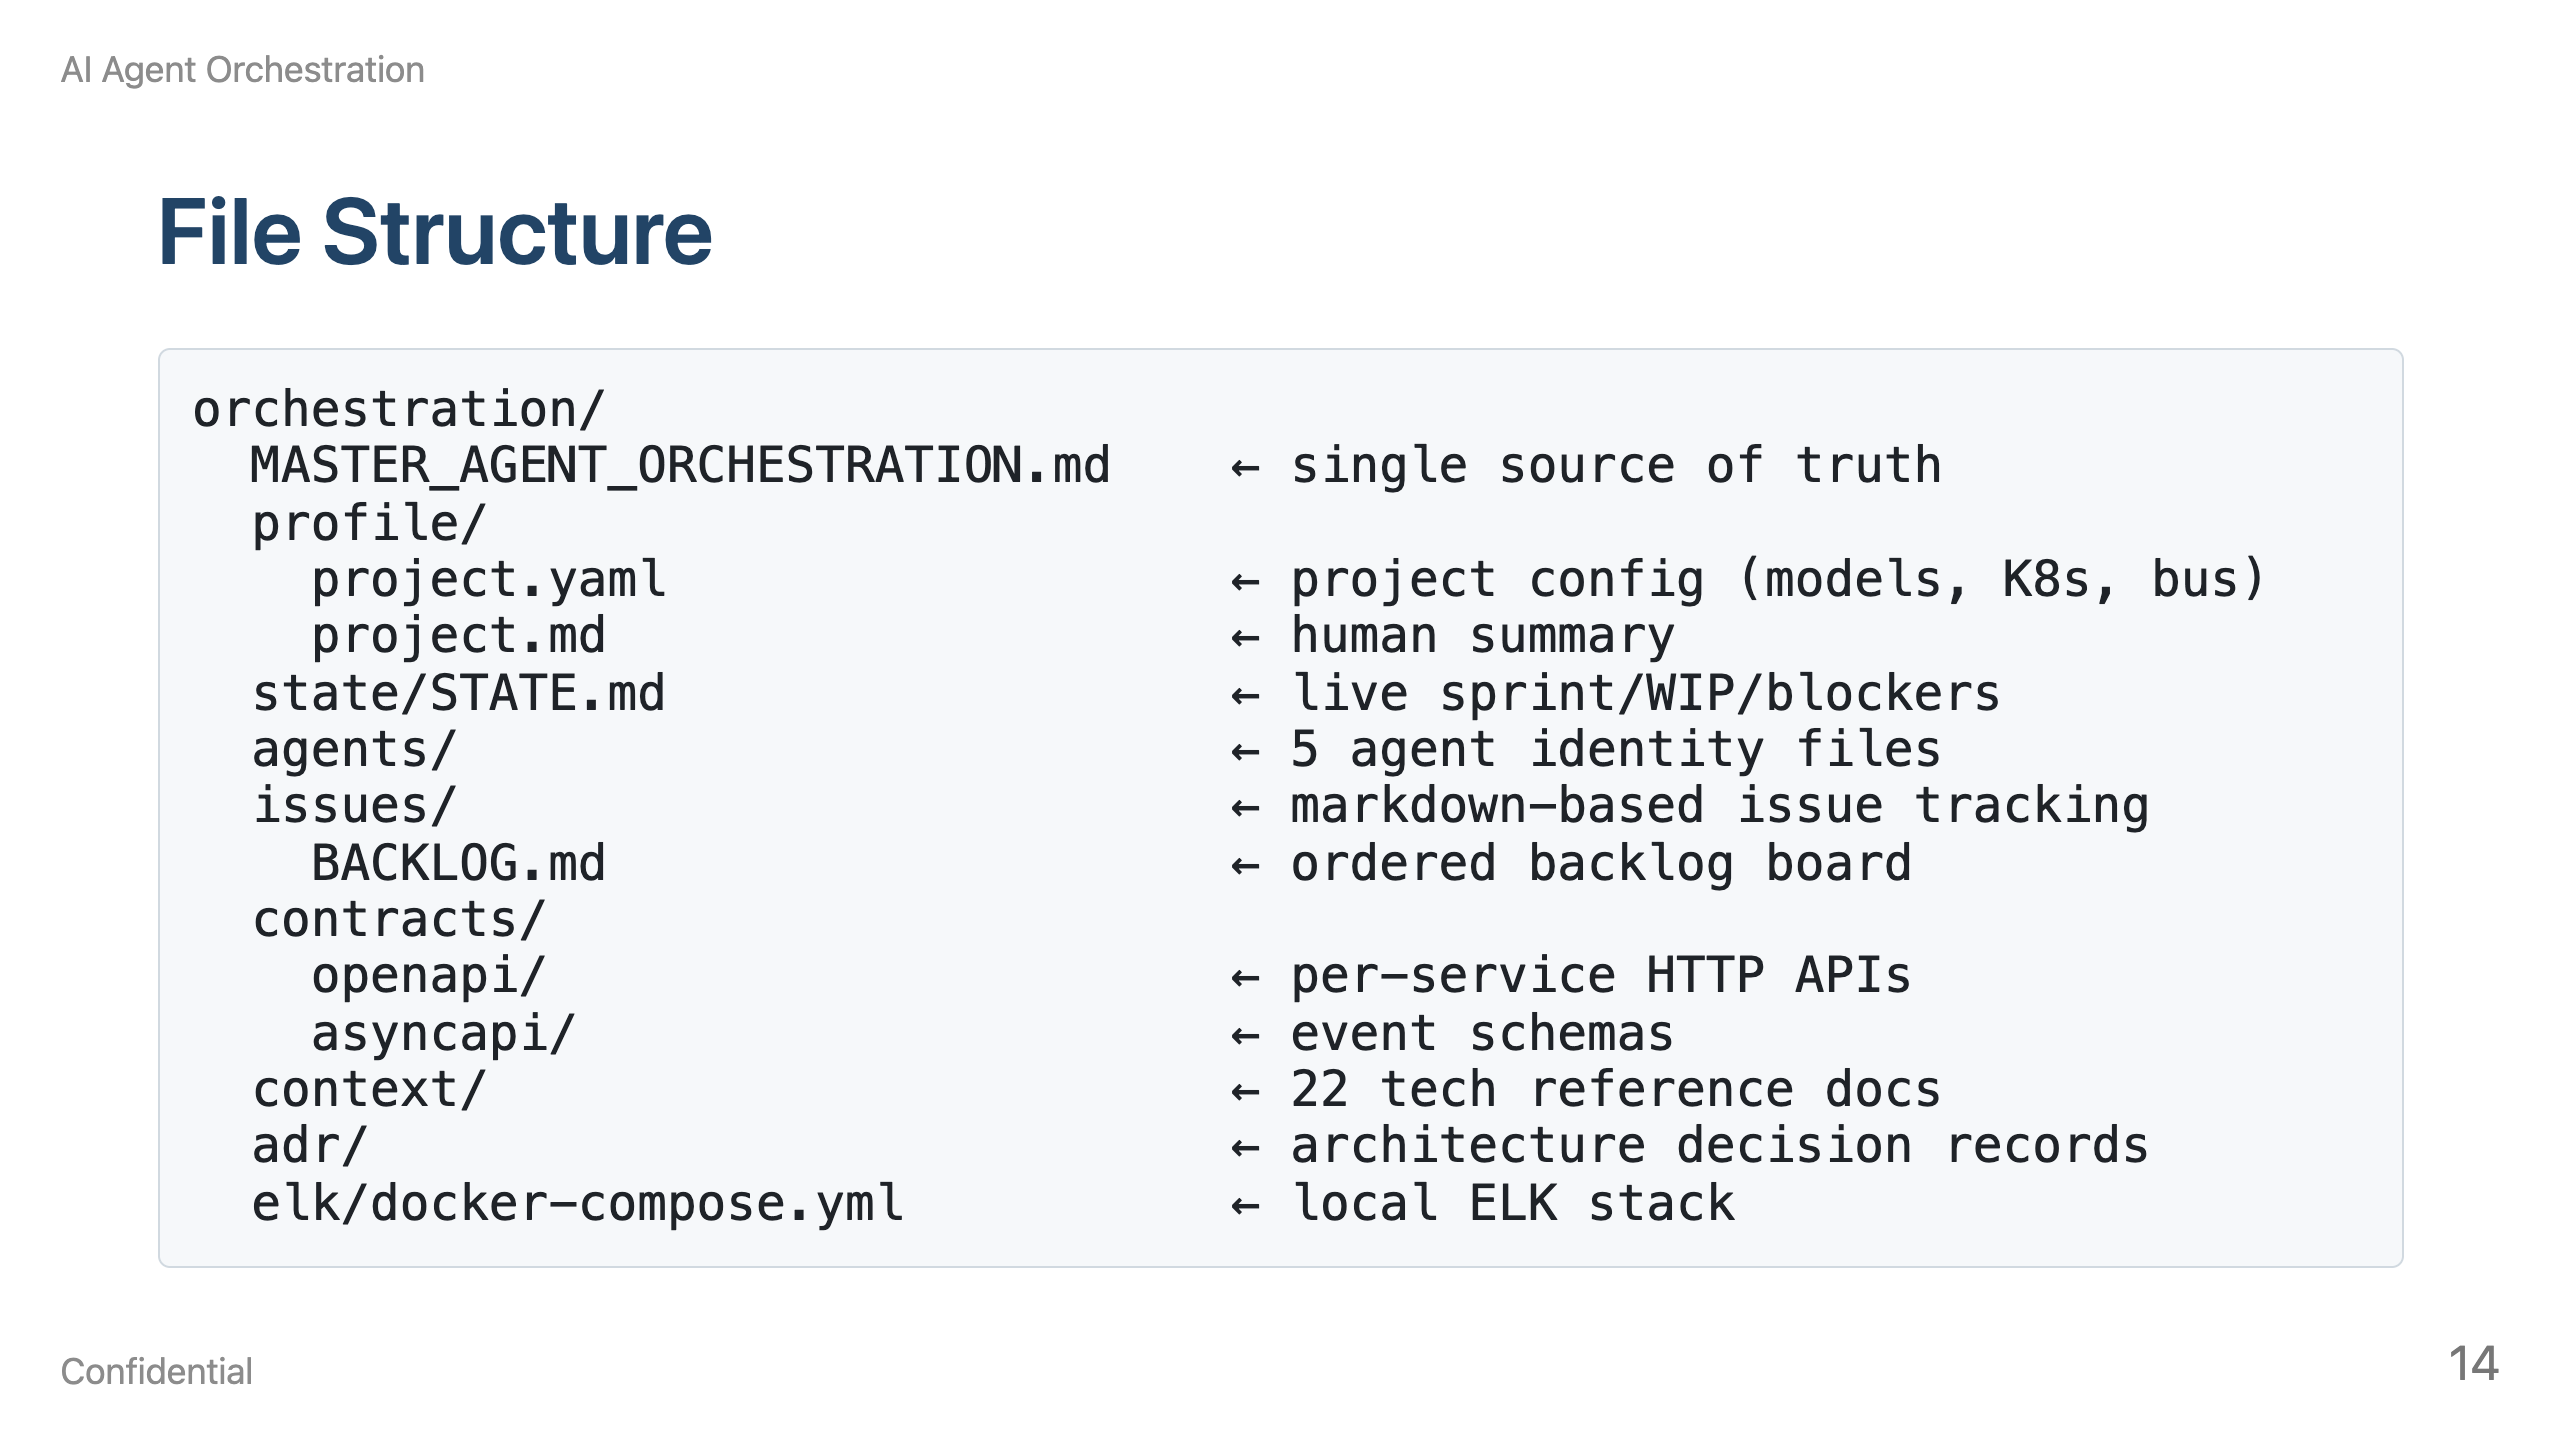 AI Agent Orchestration
File Structure
orchestration/
  MASTER_AGENT_ORCHESTRATION.md    ← single source of truth
  profile/
    project.yaml                   ← project config (models, K8s, bus)
    project.md                     ← human summary
  state/STATE.md                   ← live sprint/WIP/blockers
  agents/                          ← 5 agent identity files
  issues/                          ← markdown-based issue tracking
    BACKLOG.md                     ← ordered backlog board
  contracts/
    openapi/                       ← per-service HTTP APIs
    asyncapi/                      ← event schemas
  context/                         ← 22 tech reference docs
  adr/                             ← architecture decision records
  elk/docker-compose.yml           ← local ELK stack
Confidential
14